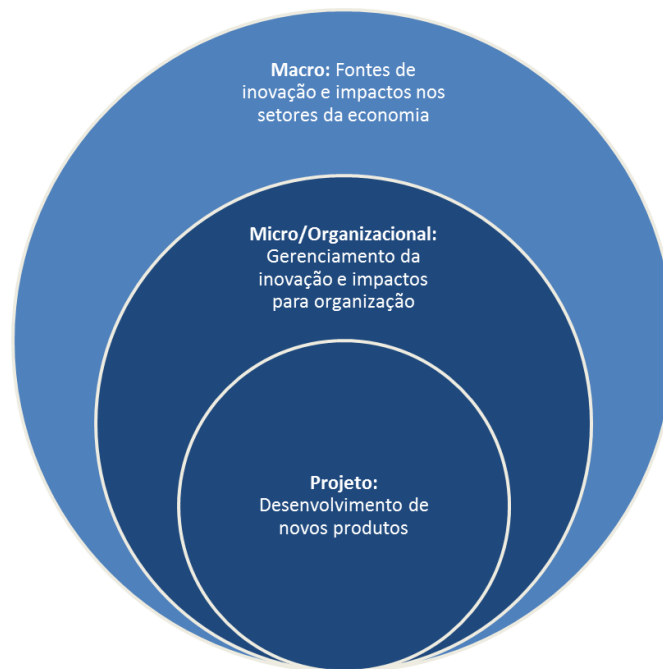 Macro: Fontes de
inovação e impactos nos
setores da economia
Micro/Organizacional:
Gerenciamento da
inovação e impactos
para organização
Projeto:
Desenvolvimento de
novos produtos